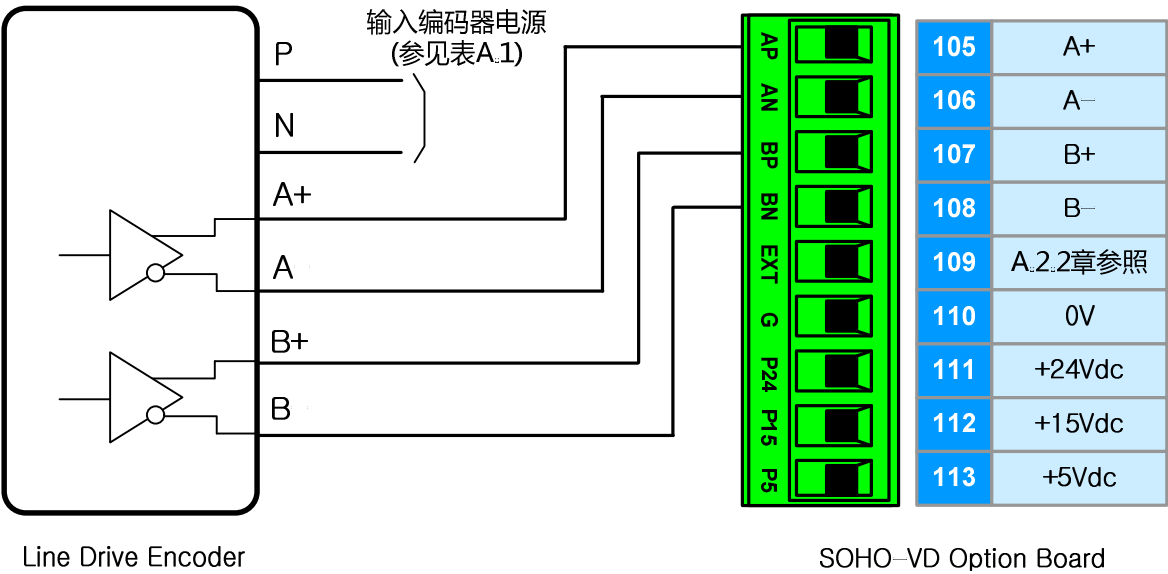 P
输入编码器电源
(参见表A.1)
N
A+
A
B+
B
Line Drive Encoder
AP
AN
BP
BN
EXT
G
P24
P15
P5
105 A+
106 A-
107 B+
108 B-
109 A.2.2章参照
110 0V
111 +24Vdc
112 +15Vdc
113 +5Vdc
SOHO-VD Option Board